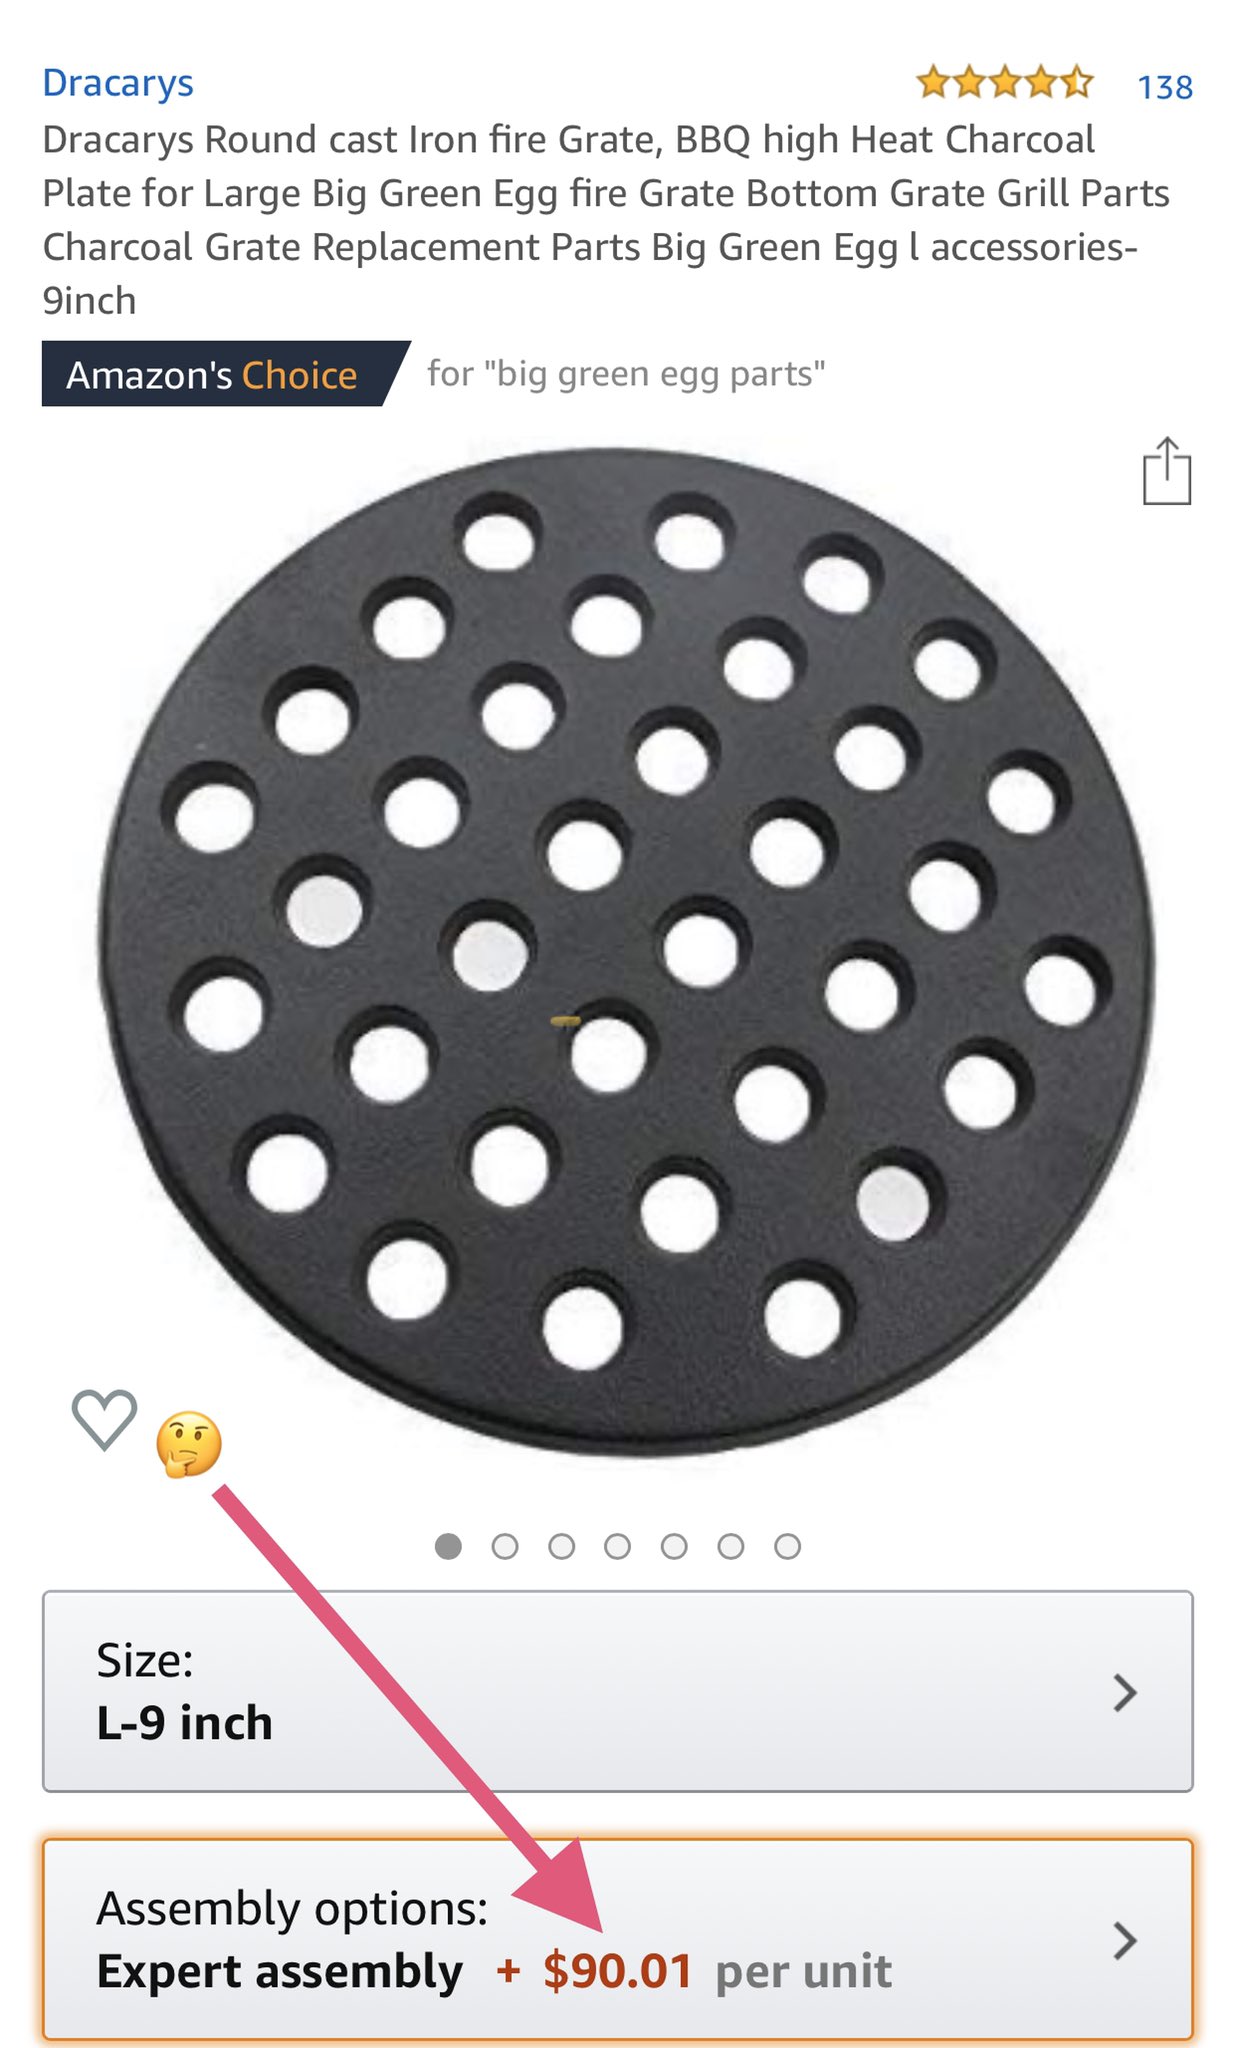 Dracarys 138
Dracarys Round cast Iron fire Grate, BBQ high Heat Charcoal
Plate for Large Big Green Egg fire Grate Bottom Grate Grill Parts
Charcoal Grate Replacement Parts Big Green Egg l accessories-
9inch
Amazon's Choice for "big green egg parts"
Size:
L-9 inch
Assembly options:
Expert assembly + $90.01 per unit